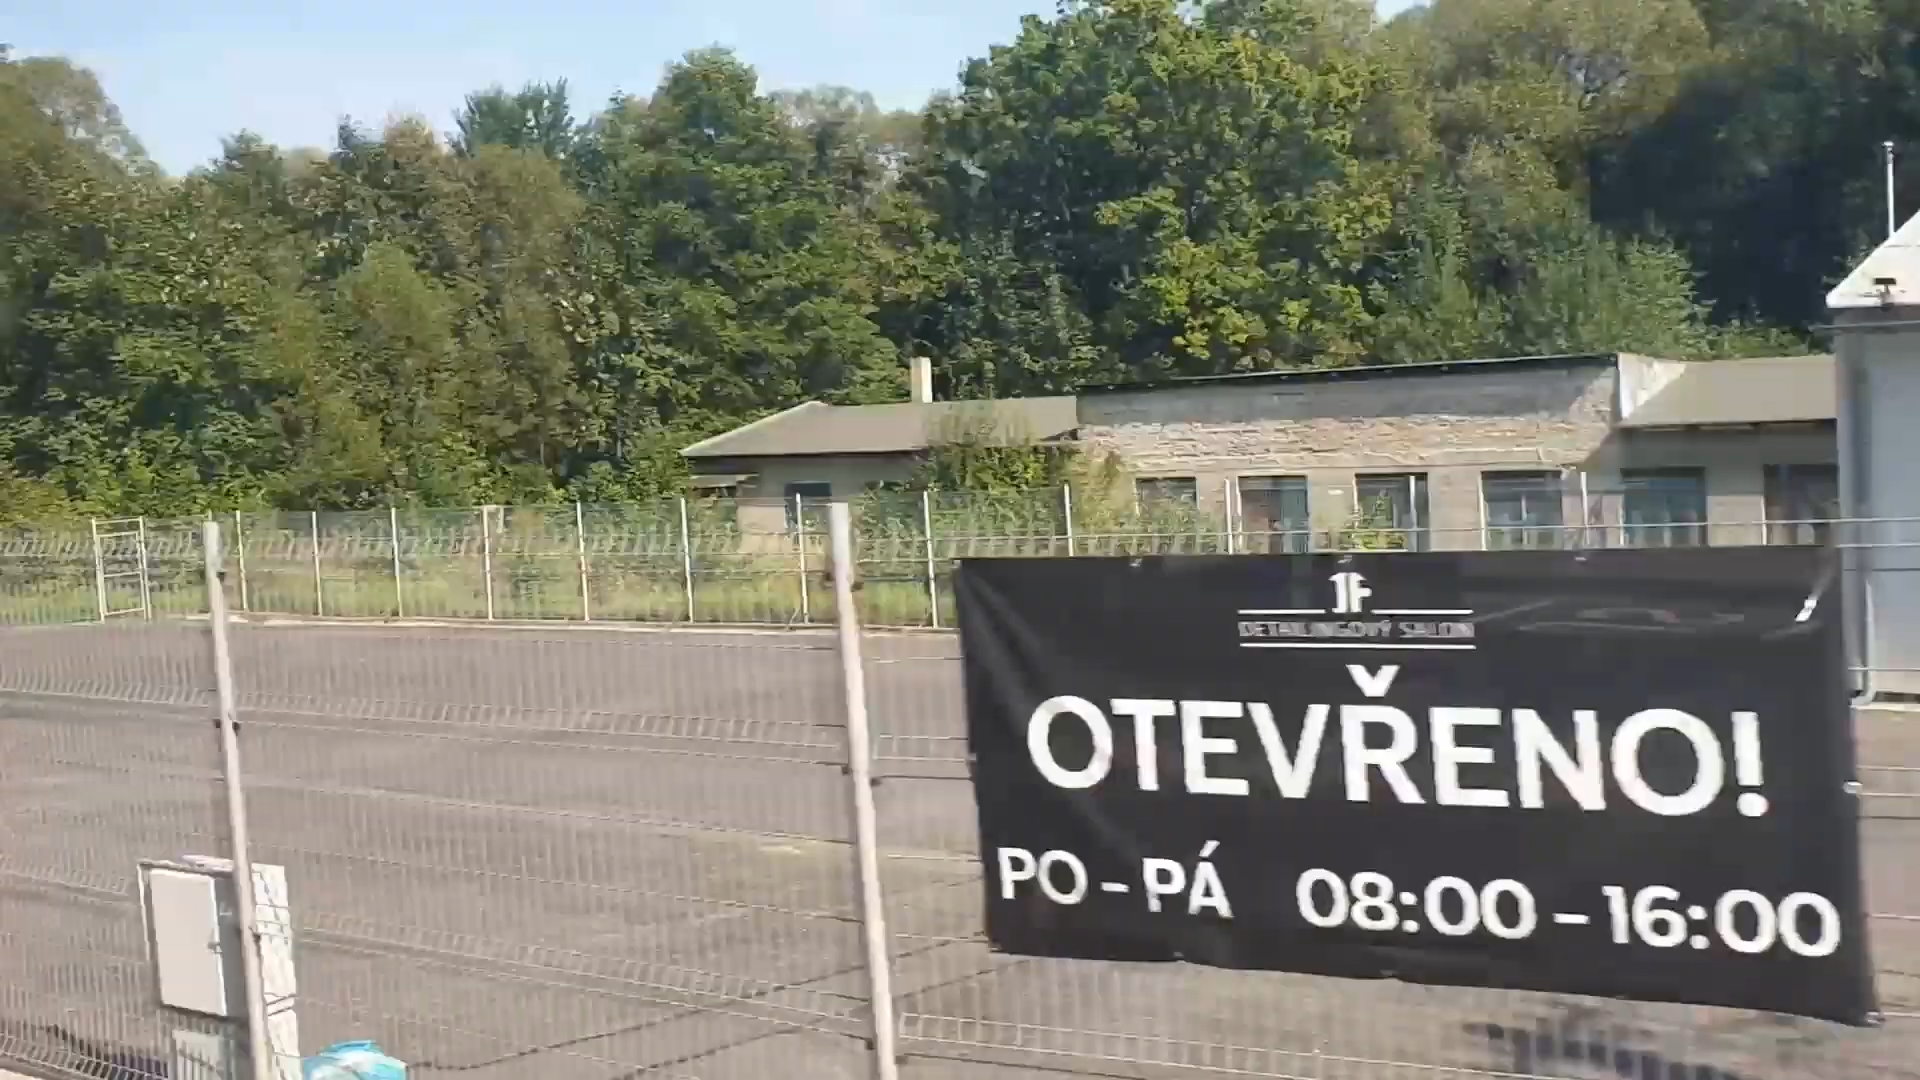 JF
DETAILINGOVÝ SALON
OTEVŘENO!
PO - PÁ 08:00 - 16:00